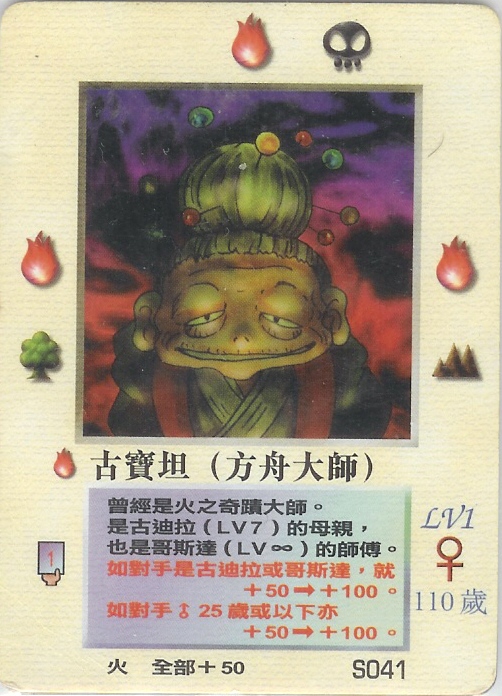 古寶坦（方舟大師）
曾經是火之奇蹟大師。
是古迪拉（LV7）的母親，
也是哥斯達（LV∞）的師傅。
如對手是古迪拉或哥斯達，就
+50➡+100。
如對手♂25歲或以下亦
+50➡+100。
LV1
♀
110歲
1
火 全部+50
S041